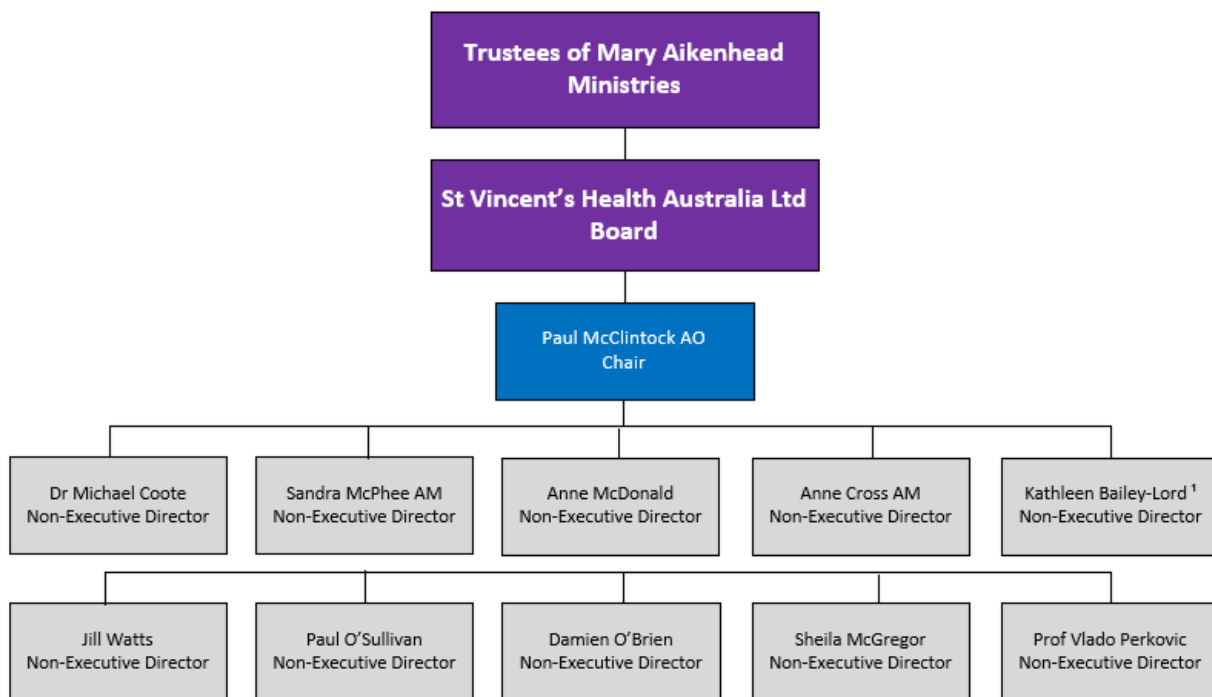 Trustees of Mary Aikenhead
Ministries
St Vincent’s Health Australia Ltd
Board
Paul McClintock AO
Chair
Dr Michael Coote
Non-Executive Director
Sandra McPhee AM
Non-Executive Director
Anne McDonald
Non-Executive Director
Anne Cross AM
Non-Executive Director
Kathleen Bailey-Lord ¹
Non-Executive Director
Jill Watts
Non-Executive Director
Paul O’Sullivan
Non-Executive Director
Damien O’Brien
Non-Executive Director
Sheila McGregor
Non-Executive Director
Prof Vlado Perkovic
Non-Executive Director